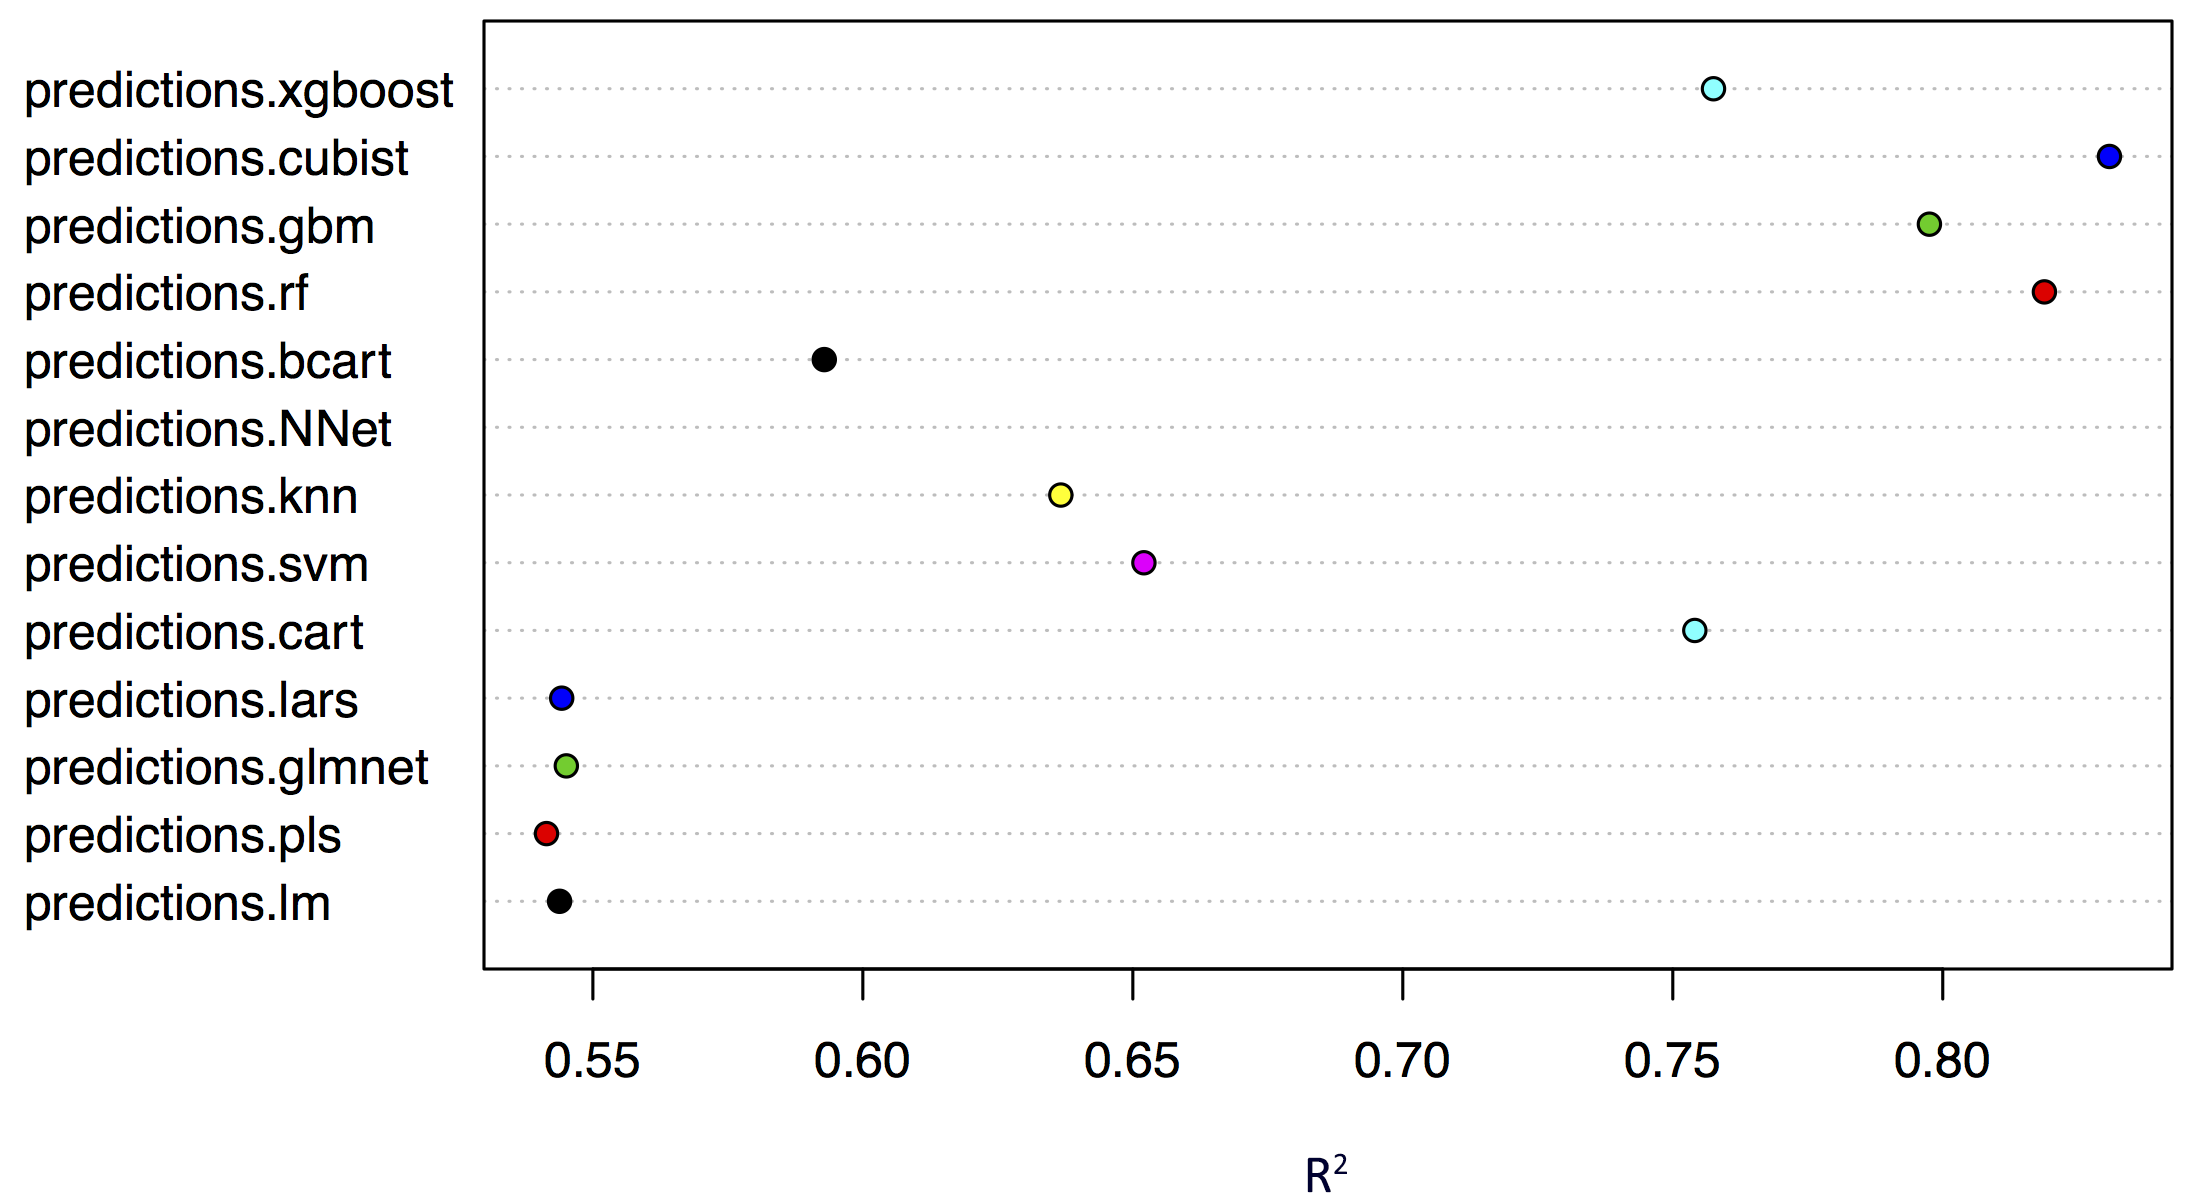 predictions.xgboost
predictions.cubist
predictions.gbm
predictions.rf
predictions.bcart
predictions.NNet
predictions.knn
predictions.svm
predictions.cart
predictions.lars
predictions.glmnet
predictions.pls
predictions.lm
0.55 0.60 0.65 0.70 0.75 0.80
R²